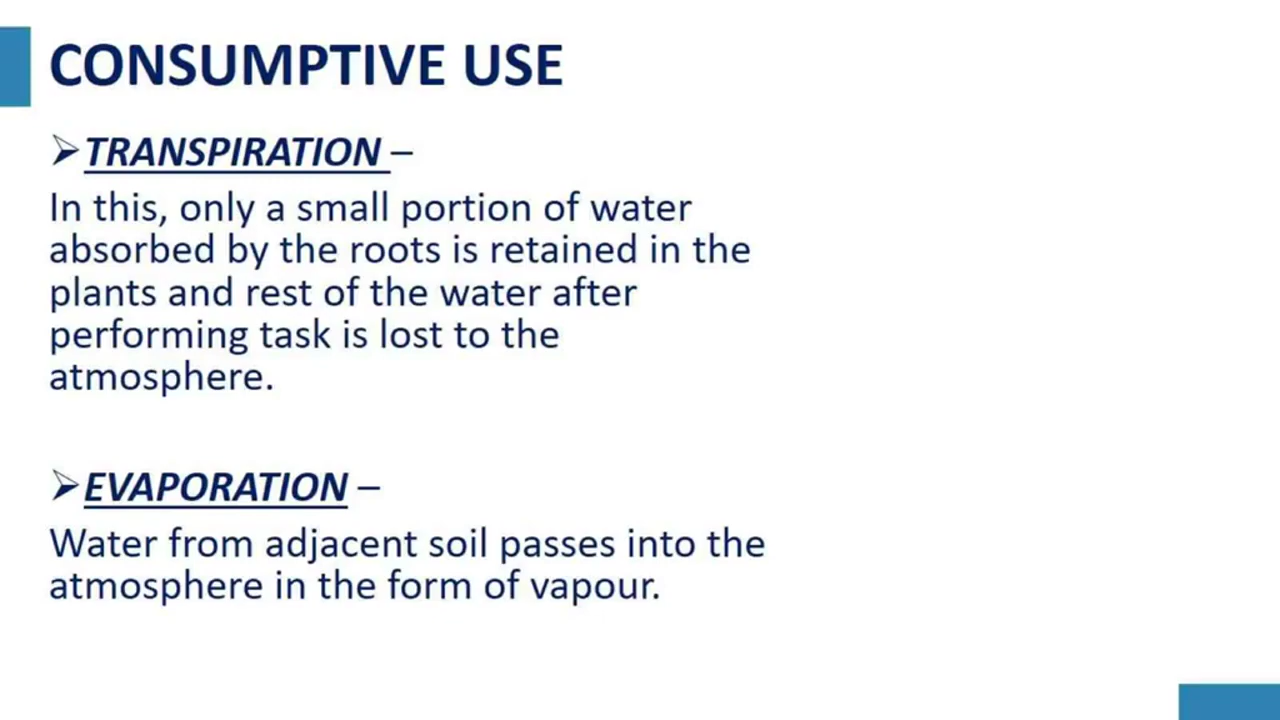 CONSUMPTIVE USE
➢TRANSPIRATION –
In this, only a small portion of water
absorbed by the roots is retained in the
plants and rest of the water after
performing task is lost to the
atmosphere.
➢EVAPORATION –
Water from adjacent soil passes into the
atmosphere in the form of vapour.